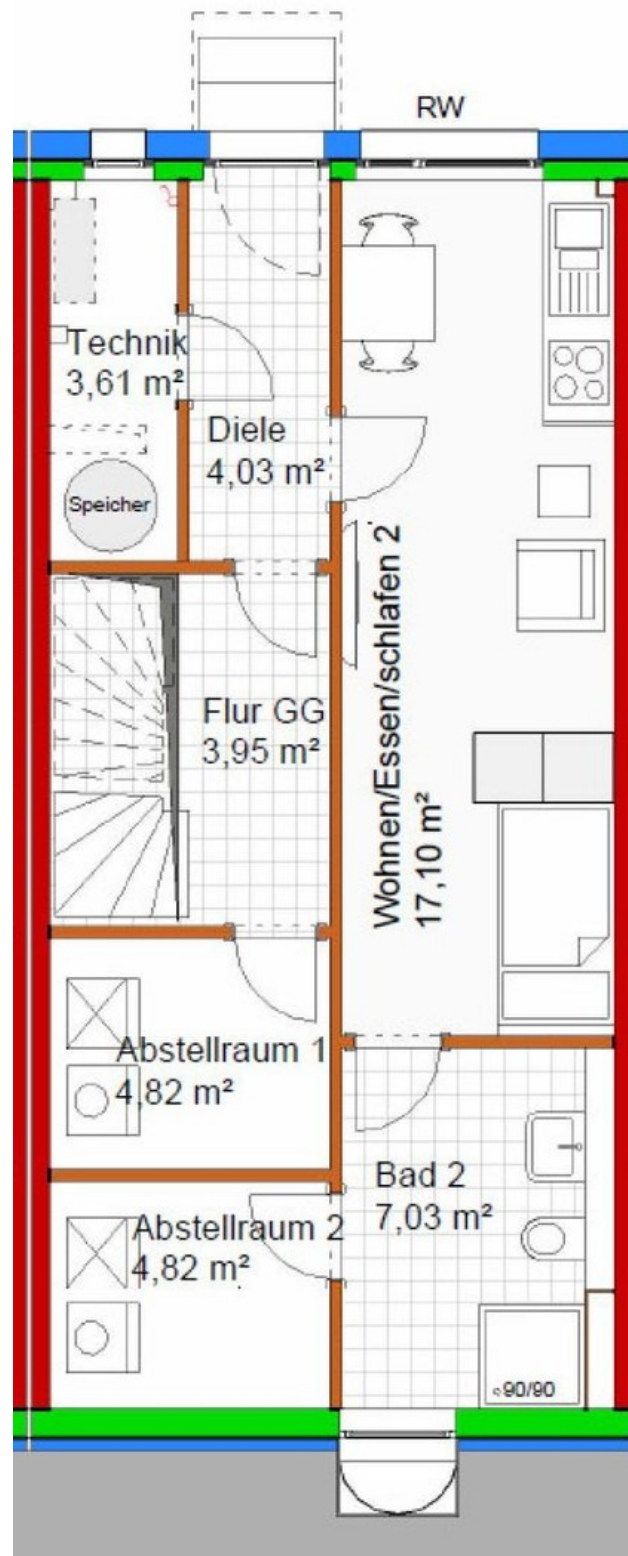 RW
Technik
3,61 m²
Diele
4,03 m²
Speicher
Wohnen/Essen/schlafen 2
17,10 m²
Flur GG
3,95 m²
Abstellraum 1
4,82 m²
Bad 2
7,03 m²
Abstellraum 2
4,82 m²
90/90